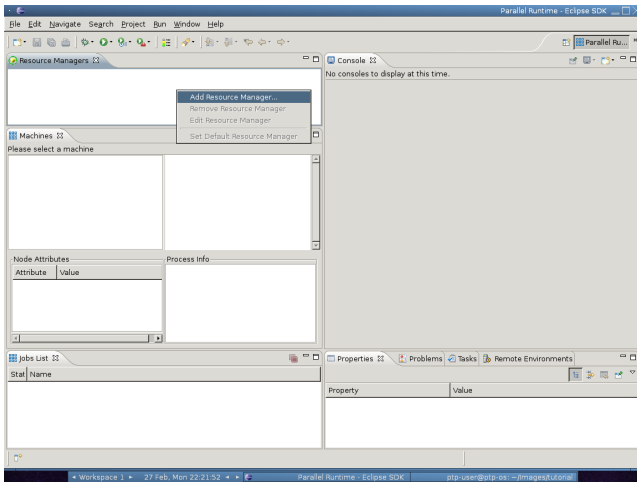 Parallel Runtime - Eclipse SDK
File Edit Navigate Search Project Run Window Help
Parallel Ru...
Resource Managers
Console
No consoles to display at this time.
Add Resource Manager...
Remove Resource Manager
Edit Resource Manager
Set Default Resource Manager
Machines
Please select a machine
Node Attributes
Process Info
Attribute Value
Jobs List
Stat Name
Properties Problems Tasks Remote Environments
Property Value
Workspace 1 27 Feb, Mon 22:21:52 Parallel Runtime - Eclipse SDK ptp-user@ptp-os: ~/Images/tutorial